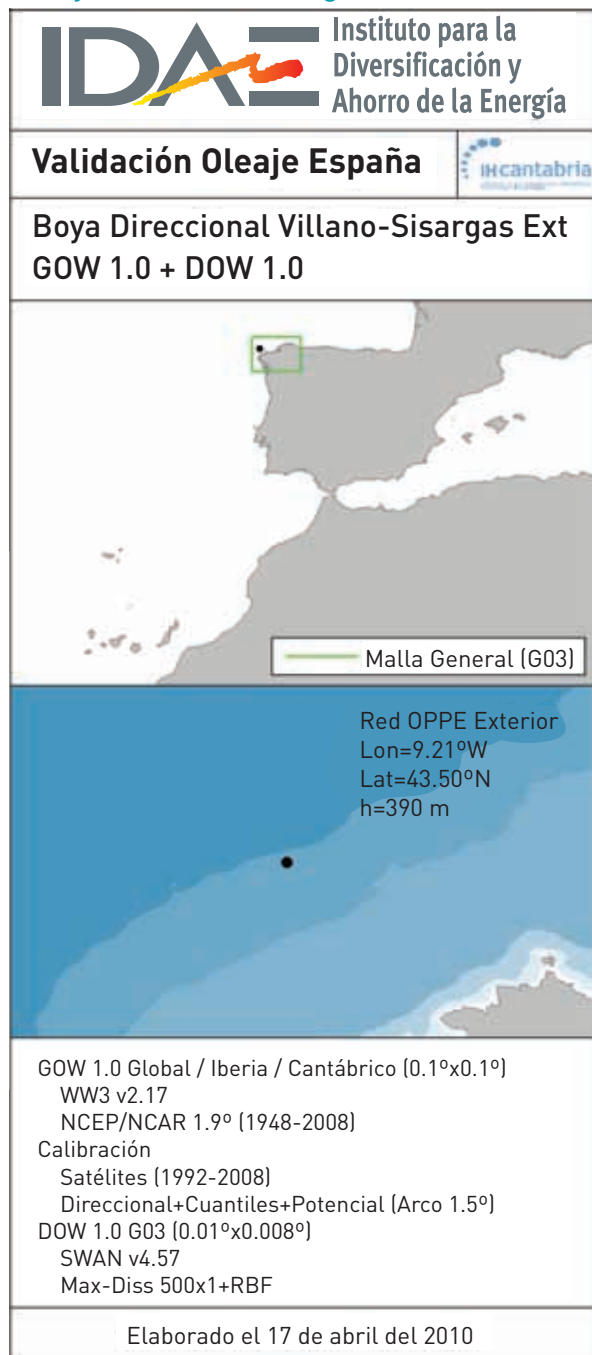 IDAE
Instituto para la
Diversificación y
Ahorro de la Energía
Validación Oleaje España
IHcantabria
Boya Direccional Villano-Sisargas Ext
GOW 1.0 + DOW 1.0
Malla General (G03)
Red OPPE Exterior
Lon=9.21ºW
Lat=43.50ºN
h=390 m
GOW 1.0 Global / Iberia / Cantábrico (0.1ºx0.1º)
WW3 v2.17
NCEP/NCAR 1.9º (1948-2008)
Calibración
Satélites (1992-2008)
Direccional+Cuantiles+Potencial (Arco 1.5º)
DOW 1.0 G03 (0.01ºx0.008º)
SWAN v4.57
Max-Diss 500x1+RBF
Elaborado el 17 de abril del 2010